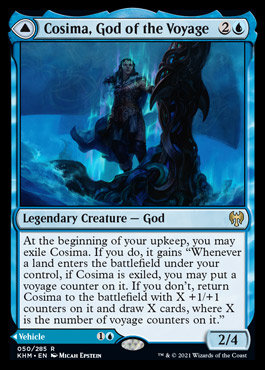 Cosima, God of the Voyage 2
Legendary Creature — God
At the beginning of your upkeep, you may
exile Cosima. If you do, it gains “Whenever
a land enters the battlefield under your
control, if Cosima is exiled, you may put a
voyage counter on it. If you don't, return
Cosima to the battlefield with X +1/+1
counters on it and draw X cards, where X
is the number of voyage counters on it.”
Vehicle
2/4
050/285 R
KHM • EN Micah Epstein
™ & © 2021 Wizards of the Coast